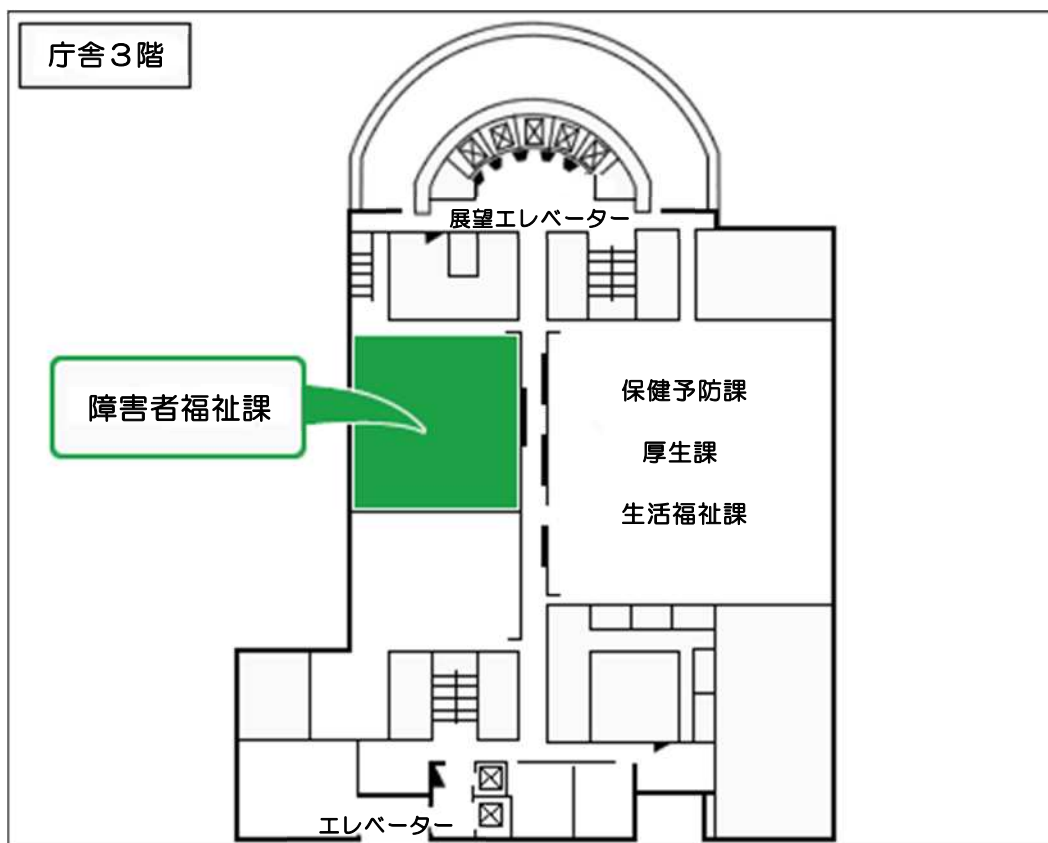 庁舎３階
展望エレベーター
障害者福祉課
保健予防課
厚生課
生活福祉課
エレベーター